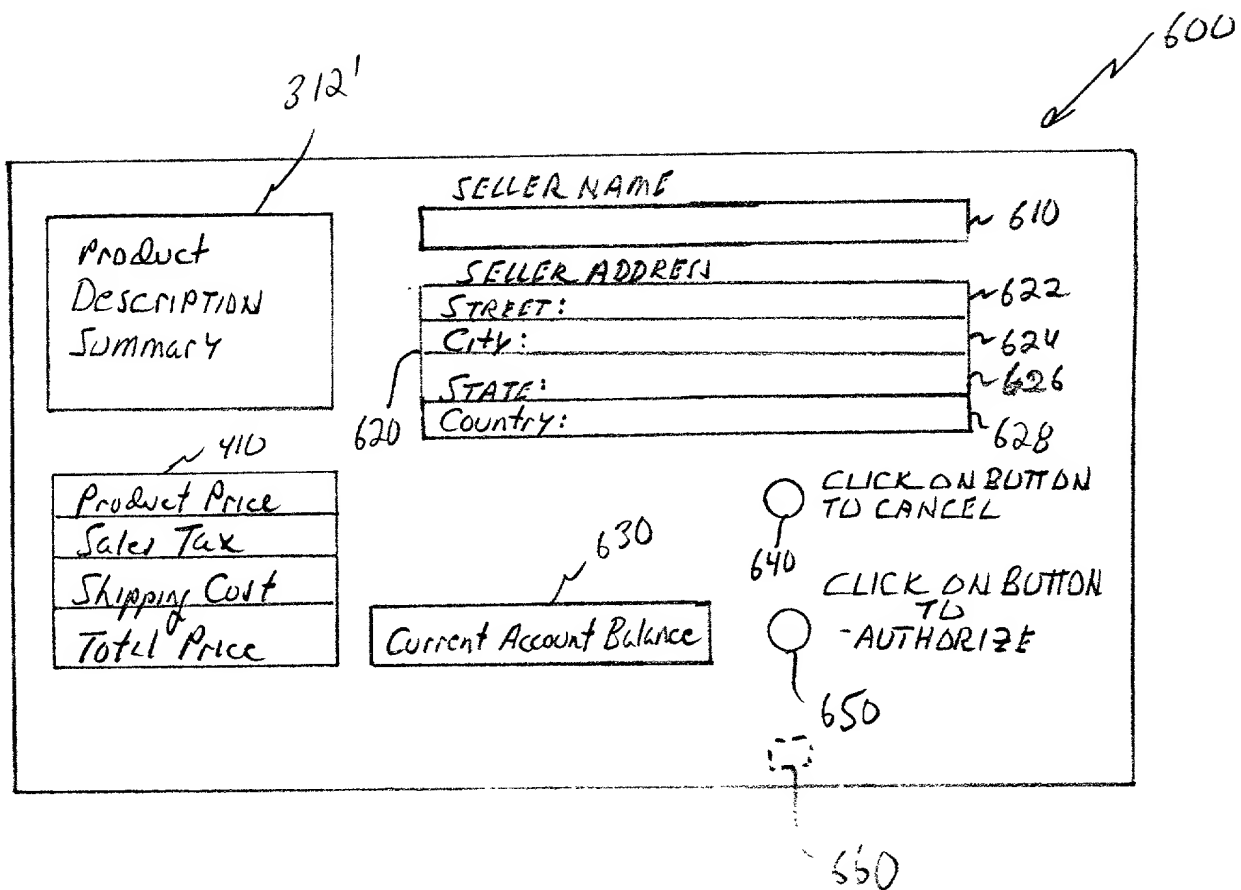 600
312'
SELLER NAME
610
Product
Description
Summary
SELLER ADDRESS
STREET:
622
City:
624
STATE:
626
Country:
620
628
410
Product Price
Sales Tax
Shipping Cost
Total Price
630
Current Account Balance
CLICK ON BUTTON
TO CANCEL
640
CLICK ON BUTTON
TO
AUTHORIZE
650
660